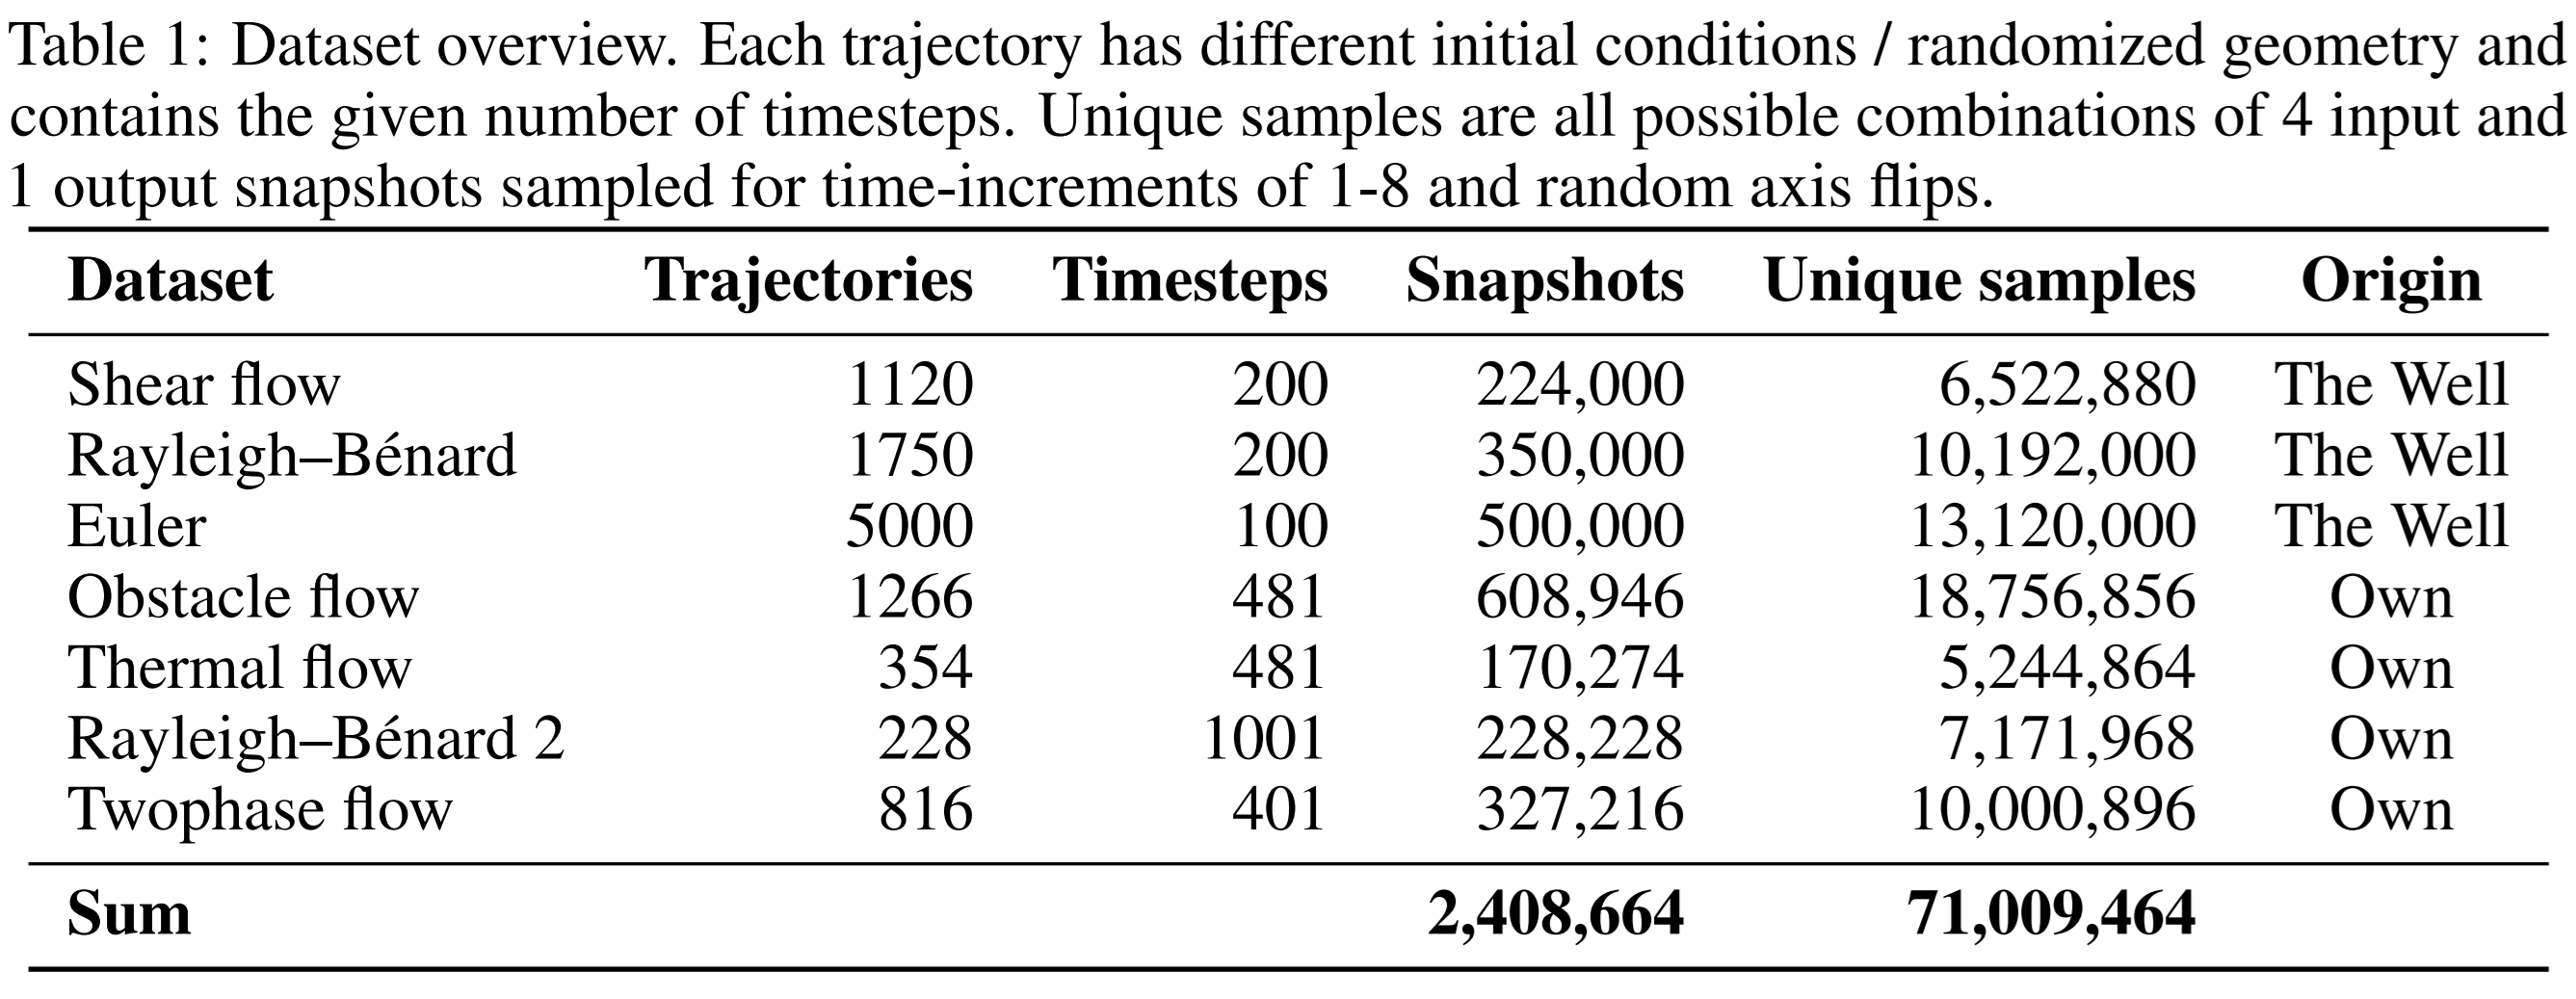 Table 1: Dataset overview. Each trajectory has different initial conditions / randomized geometry and
contains the given number of timesteps. Unique samples are all possible combinations of 4 input and
1 output snapshots sampled for time-increments of 1-8 and random axis flips.
Dataset Trajectories Timesteps Snapshots Unique samples Origin
Shear flow 1120 200 224,000 6,522,880 The Well
Rayleigh–Bénard 1750 200 350,000 10,192,000 The Well
Euler 5000 100 500,000 13,120,000 The Well
Obstacle flow 1266 481 608,946 18,756,856 Own
Thermal flow 354 481 170,274 5,244,864 Own
Rayleigh–Bénard 2 228 1001 228,228 7,171,968 Own
Twophase flow 816 401 327,216 10,000,896 Own
Sum 2,408,664 71,009,464